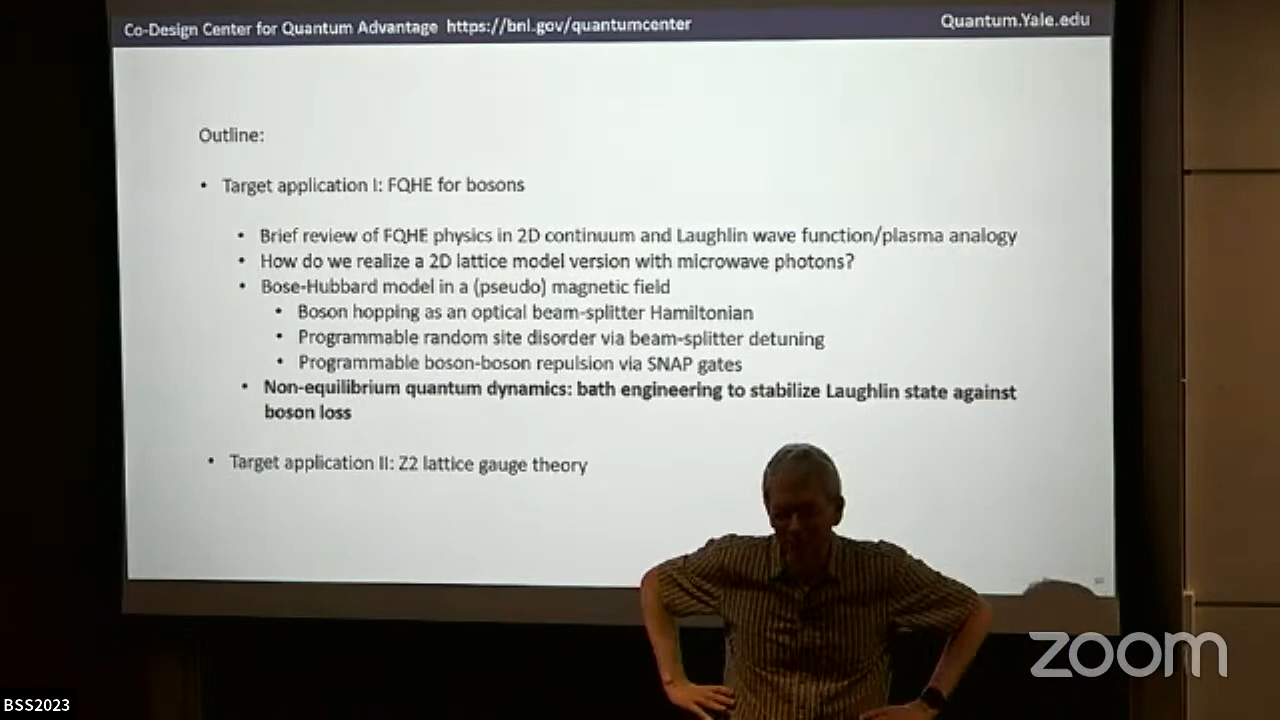 Co-Design Center for Quantum Advantage https://bnl.gov/quantumcenter
Quantum.Yale.edu
Outline:
• Target application I: FQHE for bosons
• Brief review of FQHE physics in 2D continuum and Laughlin wave function/plasma analogy
• How do we realize a 2D lattice model version with microwave photons?
• Bose-Hubbard model in a (pseudo) magnetic field
• Boson hopping as an optical beam-splitter Hamiltonian
• Programmable random site disorder via beam-splitter detuning
• Programmable boson-boson repulsion via SNAP gates
• Non-equilibrium quantum dynamics: bath engineering to stabilize Laughlin state against
boson loss
• Target application II: Z2 lattice gauge theory
zoom
BSS2023